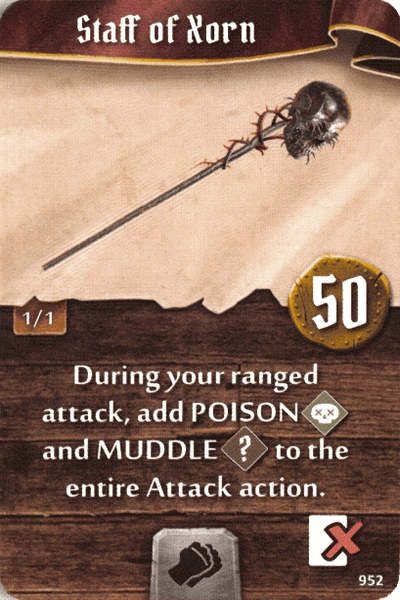 Staff of Xorn
50
1/1
During your ranged
attack, add POISON
and MUDDLE ? to the
entire Attack action.
952